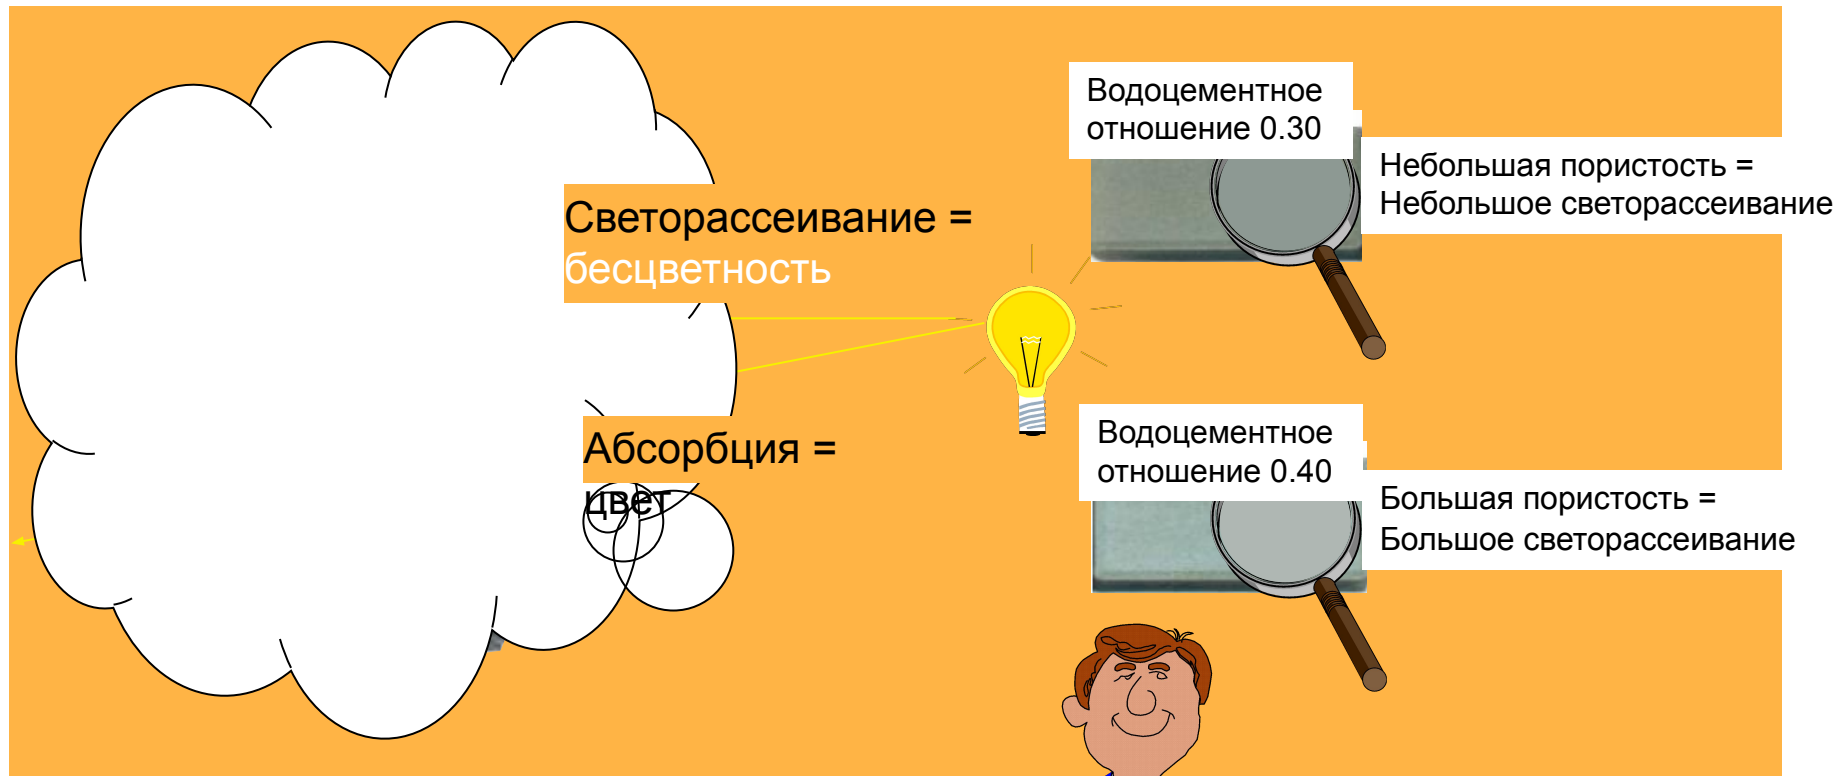 Водоцементное
отношение 0.30
Небольшая пористость =
Небольшое светорассеивание
Светорассеивание =
бесцветность
Абсорбция =
цвет
Водоцементное
отношение 0.40
Большая пористость =
Большое светорассеивание